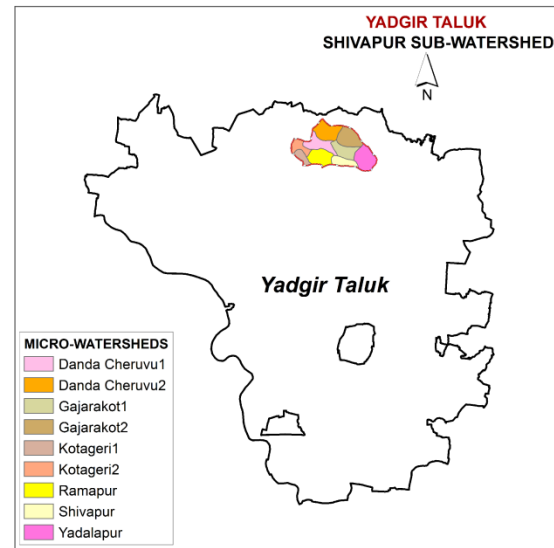 YADGIR TALUK
SHIVAPUR SUB-WATERSHED
N
Yadgir Taluk
MICRO-WATERSHEDS
Danda Cheruvu1
Danda Cheruvu2
Gajarakot1
Gajarakot2
Kotageri1
Kotageri2
Ramapur
Shivapur
Yadalapur